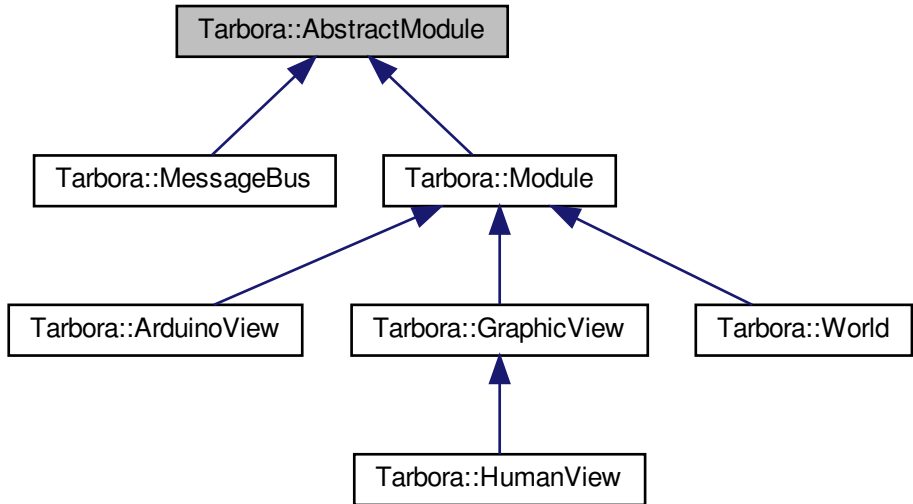 Tarbora::AbstractModule
Tarbora::MessageBus
Tarbora::Module
Tarbora::ArduinoView
Tarbora::GraphicView
Tarbora::World
Tarbora::HumanView